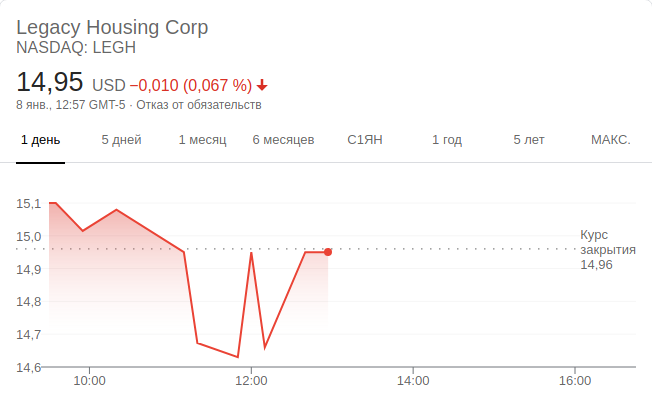 Legacy Housing Corp
NASDAQ: LEGH
14,95 USD −0,010 (0,067 %)
8 янв., 12:57 GMT-5 · Отказ от обязательств
1 день 5 дней 1 месяц 6 месяцев С1ЯН 1 год 5 лет МАКС.
15,1
15,0
14,9
14,8
14,7
14,6
Курс
закрытия
14,96
10:00 12:00 14:00 16:00